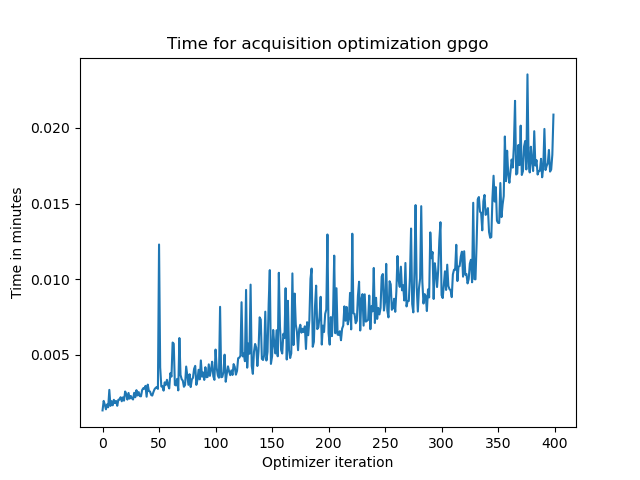 Time for acquisition optimization gpgo
0.020
0.015
0.010
0.005
Time in minutes
0 50 100 150 200 250 300 350 400
Optimizer iteration